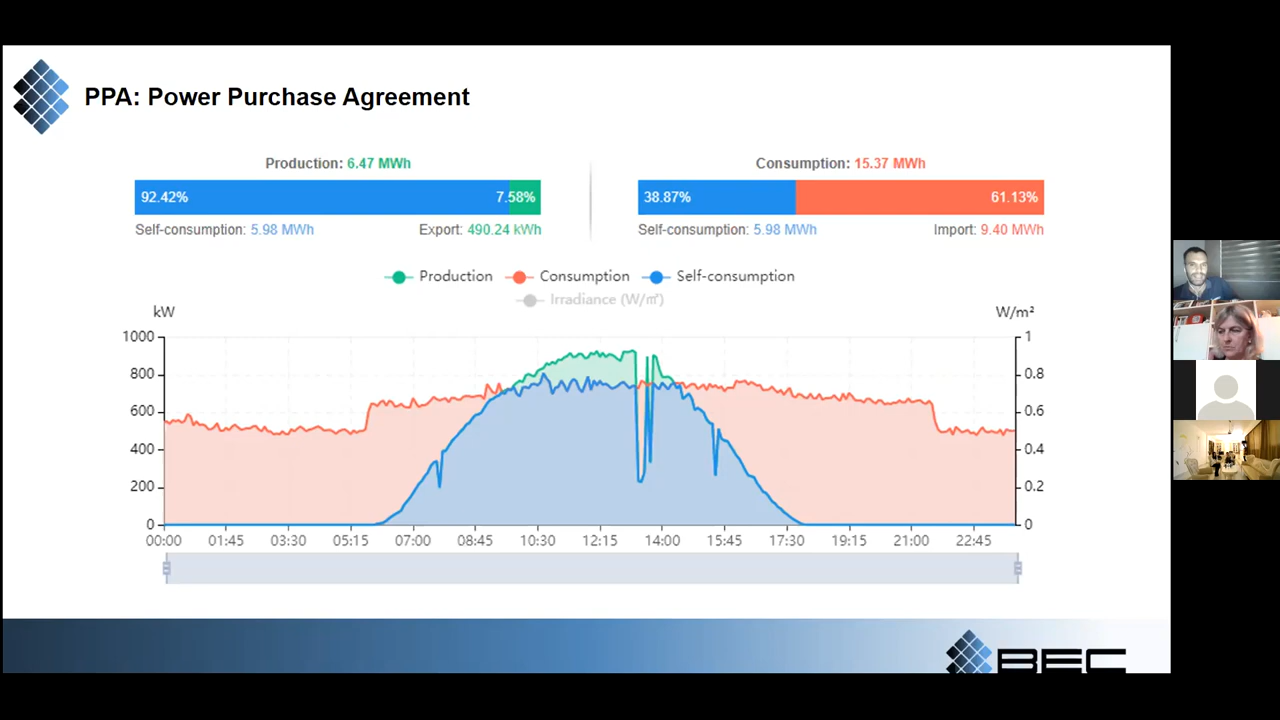 PPA: Power Purchase Agreement
Production: 6.47 MWh
92.42% 7.58%
Self-consumption: 5.98 MWh Export: 490.24 kWh
Consumption: 15.37 MWh
38.87% 61.13%
Self-consumption: 5.98 MWh Import: 9.40 MWh
Production Consumption Self-consumption
Irradiance (W/㎡)
kW W/m²
1000 1
800 0.8
600 0.6
400 0.4
200 0.2
0 0
00:00 01:45 03:30 05:15 07:00 08:45 10:30 12:15 14:00 15:45 17:30 19:15 21:00 22:45
BEC